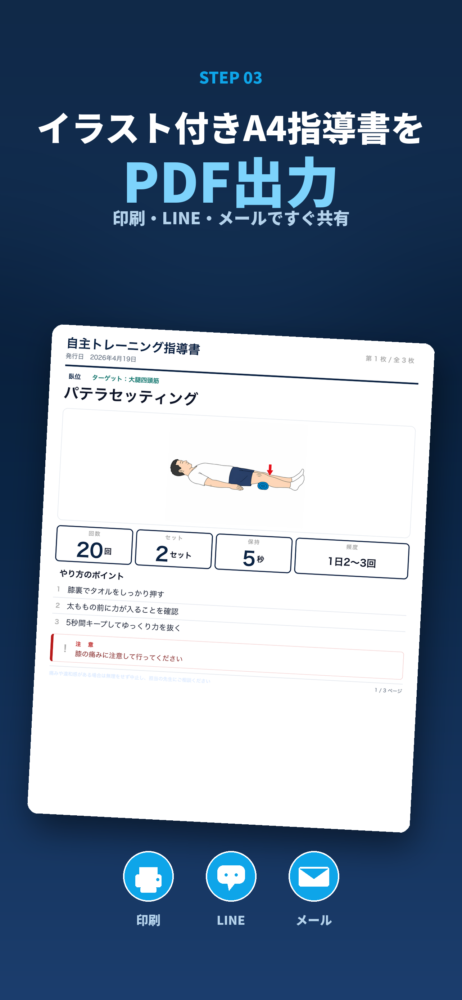 STEP 03
イラスト付きA4指導書を
PDF出力
印刷・LINE・メールですぐ共有
自主トレーニング指導書
発行日　2026年4月19日
第 1 枚 / 全 3 枚
臥位　ターゲット：大腿四頭筋
パテラセッティング
回数
20回
セット
2セット
保持
5秒
頻度
1日2〜3回
やり方のポイント
1 膝裏でタオルをしっかり押す
2 太ももの前に力が入ることを確認
3 5秒間キープしてゆっくり力を抜く
! 注　意
膝の痛みに注意して行ってください
痛みや違和感がある場合は無理をせず中止し、担当の先生にご相談ください
1 / 3 ページ
印刷
LINE
メール